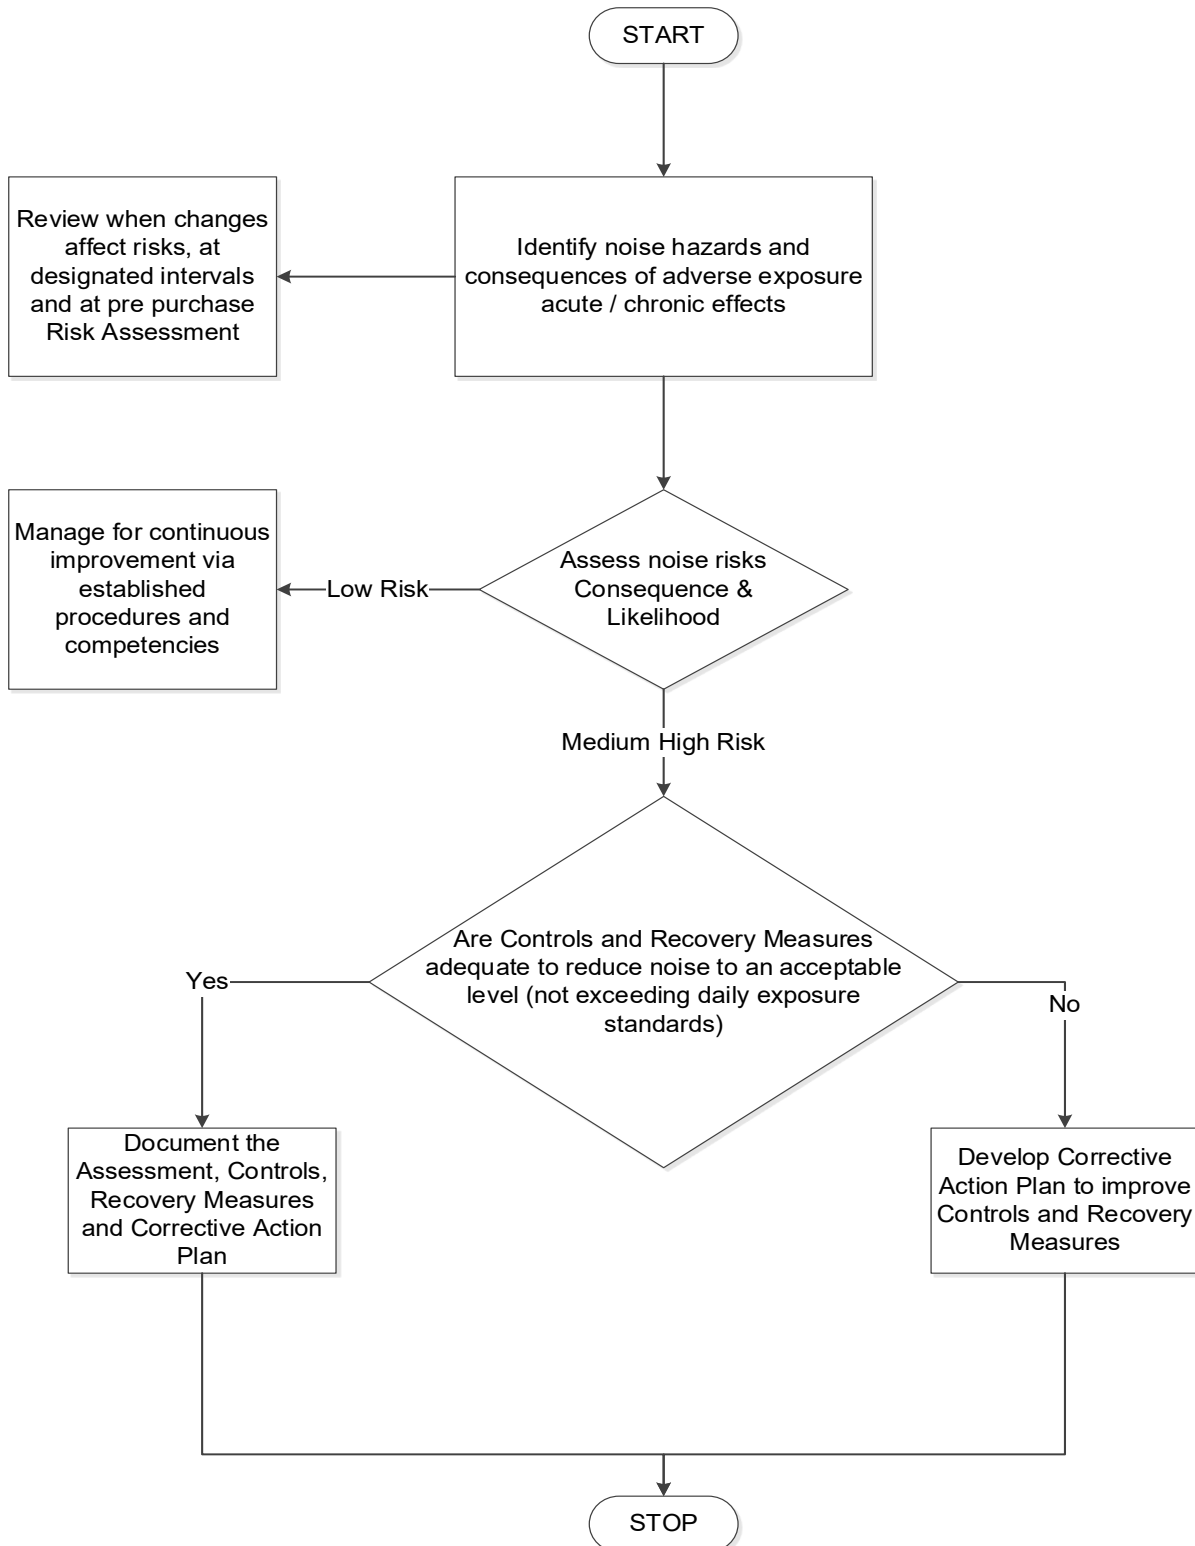 START
Review when changes
affect risks, at
designated intervals
and at pre purchase
Risk Assessment
Identify noise hazards and
consequences of adverse exposure
acute / chronic effects
Manage for continuous
improvement via
established
procedures and
competencies
Low Risk
Assess noise risks
Consequence &
Likelihood
Medium High Risk
Are Controls and Recovery Measures
adequate to reduce noise to an acceptable
level (not exceeding daily exposure
standards)
Yes
No
Document the
Assessment, Controls,
Recovery Measures
and Corrective Action
Plan
Develop Corrective
Action Plan to improve
Controls and Recovery
Measures
STOP